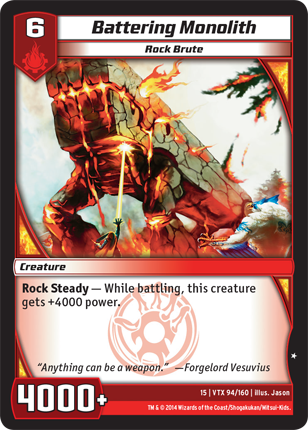 6
Battering Monolith
Rock Brute
Creature
Rock Steady — While battling, this creature
gets +4000 power.
"Anything can be a weapon." —Forgelord Vesuvius
4000+
15 | VTX 94/160 | Illus. Jason
TM & © 2014 Wizards of the Coast/Shogakukan/Mitsui-Kids.